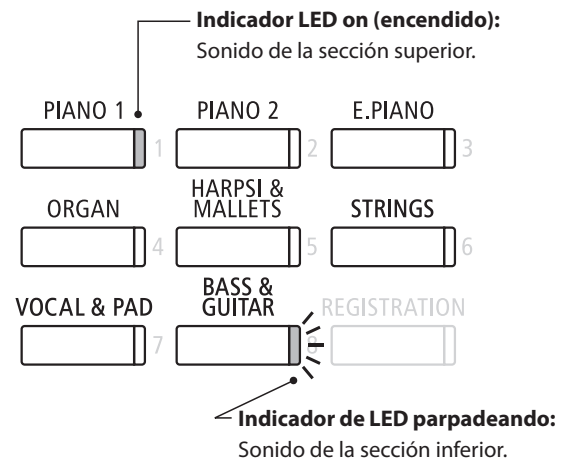 Indicador LED on (encendido):
Sonido de la sección superior.
PIANO 1 PIANO 2 E.PIANO
1 2 3
HARPSI &
ORGAN MALLETS STRINGS
4 5 6
BASS &
VOCAL & PAD GUITAR REGISTRATION
7 8
Indicador de LED parpadeando:
Sonido de la sección inferior.